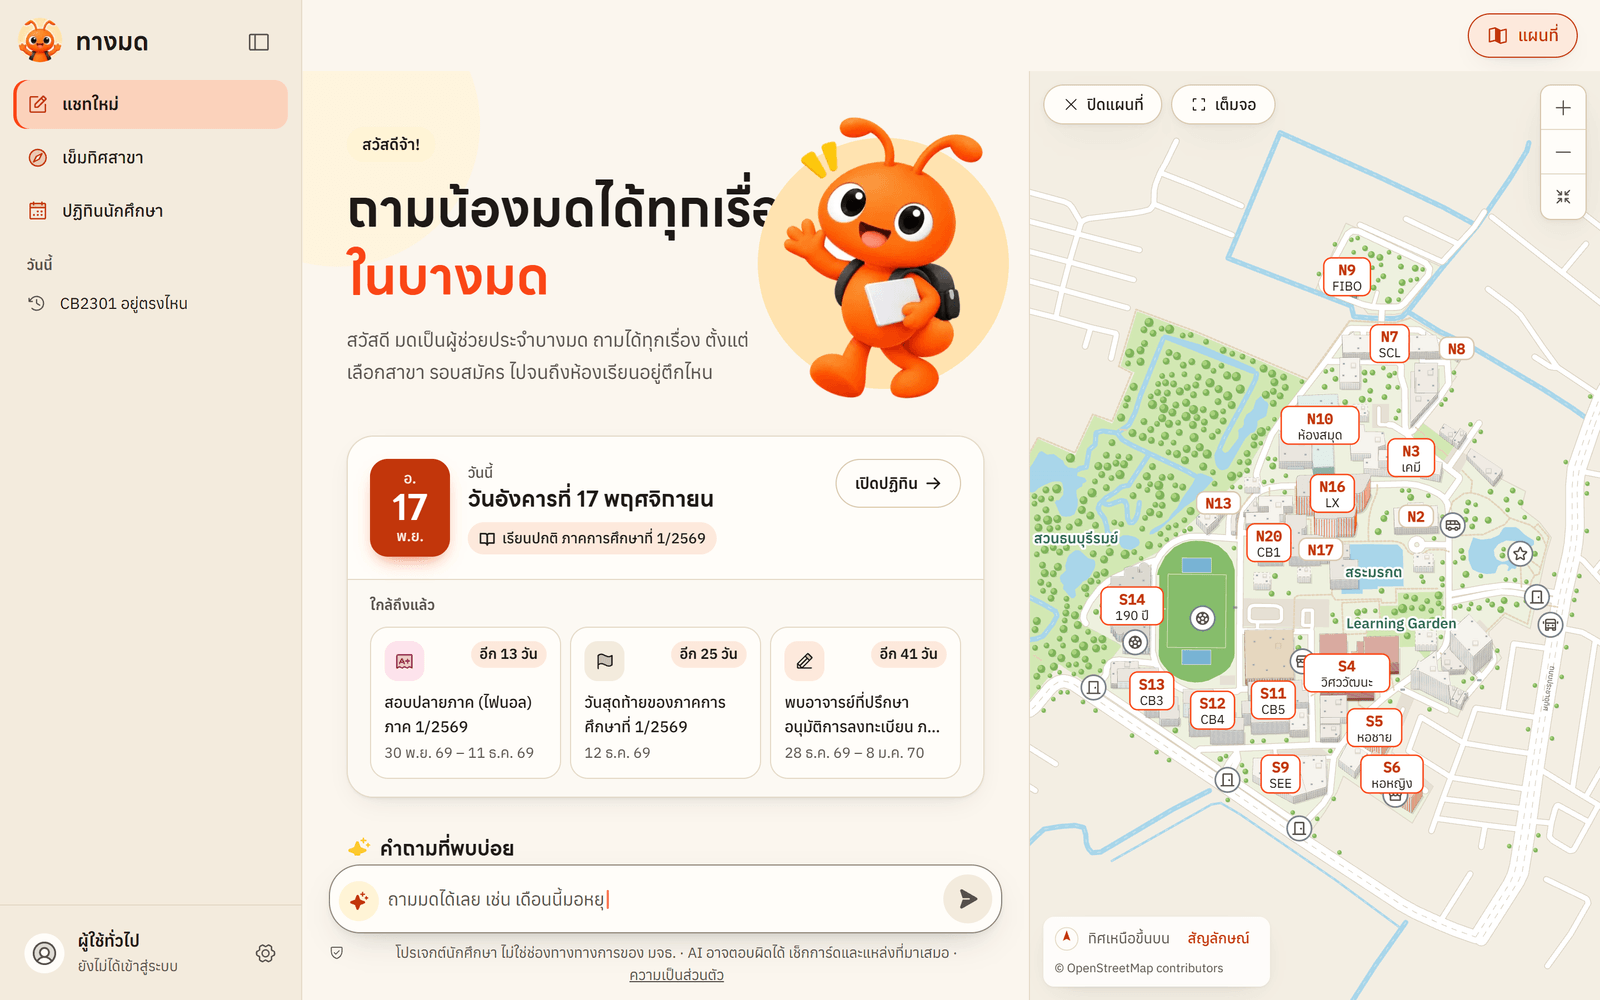 ทางมด
แชทใหม่
เข็มทิศสาขา
ปฏิทินนักศึกษา
วันนี้
CB2301 อยู่ตรงไหน
ผู้ใช้ทั่วไป
ยังไม่ได้เข้าสู่ระบบ
แผนที่
สวัสดีจ้า!
ถามน้องมดได้ทุกเรื่อ
ในบางมด
สวัสดี มดเป็นผู้ช่วยประจำบางมด ถามได้ทุกเรื่อง ตั้งแต่
เลือกสาขา รอบสมัคร ไปจนถึงห้องเรียนอยู่ตึกไหน
อ.
17
พ.ย.
วันนี้
วันอังคารที่ 17 พฤศจิกายน
เรียนปกติ ภาคการศึกษาที่ 1/2569
เปิดปฏิทิน
ใกล้ถึงแล้ว
อีก 13 วัน
สอบปลายภาค (ไฟนอล)
ภาค 1/2569
30 พ.ย. 69 – 11 ธ.ค. 69
อีก 25 วัน
วันสุดท้ายของภาคการ
ศึกษาที่ 1/2569
12 ธ.ค. 69
อีก 41 วัน
พบอาจารย์ที่ปรึกษา
อนุมัติการลงทะเบียน ภ...
28 ธ.ค. 69 – 8 ม.ค. 70
คำถามที่พบบ่อย
ถามมดได้เลย เช่น เดือนนี้มอหยุ
โปรเจกต์นักศึกษา ไม่ใช่ช่องทางทางการของ มจธ. · AI อาจตอบผิดได้ เช็กการ์ดและแหล่งที่มาเสมอ ·
ความเป็นส่วนตัว
ปิดแผนที่
เต็มจอ
N9
FIBO
N7
SCL
N8
N10
ห้องสมุด
N3
เคมี
N16
LX
N13
N2
สวนธนบุรีรมย์
N20
CB1
N17
สระมรกต
S14
190 ปี
Learning Garden
S4
วิศววัฒนะ
S13
CB3
S12
CB4
S11
CB5
S5
หอชาย
S9
SEE
S6
หอหญิง
ทิศเหนือขึ้นบน
สัญลักษณ์
© OpenStreetMap contributors